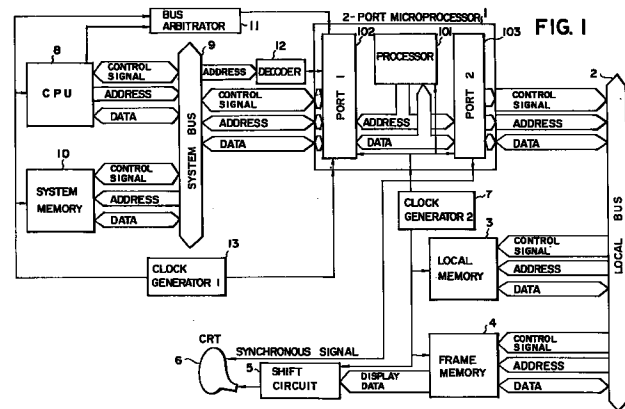 FIG. 1
BUS
ARBITRATOR
11
2-PORT MICROPROCESSOR
1
8
CPU
CONTROL
SIGNAL
ADDRESS
DATA
9
SYSTEM BUS
12
ADDRESS
DECODER
CONTROL
SIGNAL
ADDRESS
DATA
102
PORT 1
101
PROCESSOR
ADDRESS
DATA
103
PORT 2
CONTROL
SIGNAL
ADDRESS
DATA
2
LOCAL BUS
10
SYSTEM
MEMORY
CONTROL
SIGNAL
ADDRESS
DATA
13
CLOCK
GENERATOR 1
7
CLOCK
GENERATOR 2
3
LOCAL
MEMORY
CONTROL
SIGNAL
ADDRESS
DATA
4
FRAME
MEMORY
CONTROL
SIGNAL
ADDRESS
DATA
CRT
6
SYNCHRONOUS SIGNAL
5
SHIFT
CIRCUIT
DISPLAY
DATA